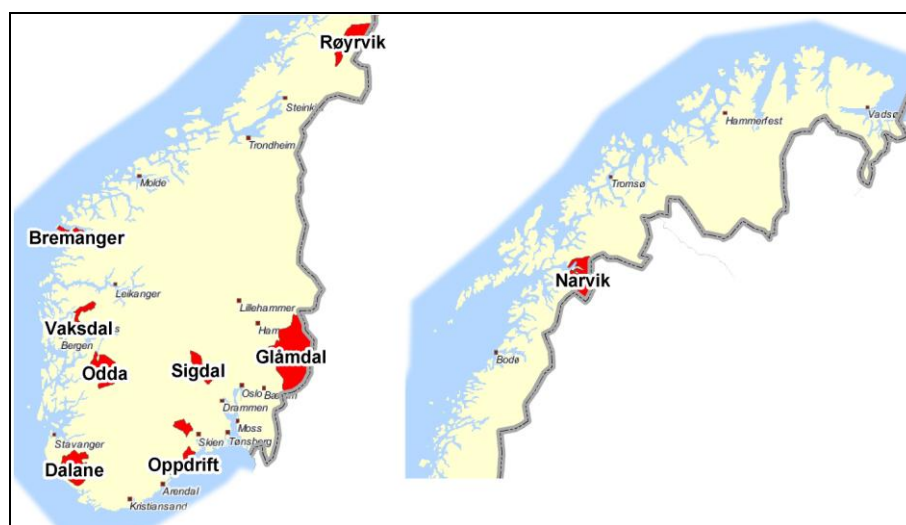 Røyrvik
Steink
Trondheim
Molde
Bremanger
Leikanger
Lillehammer
Ham
Vaksdal
Bergen
Glåmdal
Odda
Sigdal
Oslo
Drammen
Moss
Stavanger
Skien
Tønsberg
Dalane
Oppdrift
Arendal
Kristiansand
Hammerfest
Vadsø
Tromsø
Narvik
Bodø